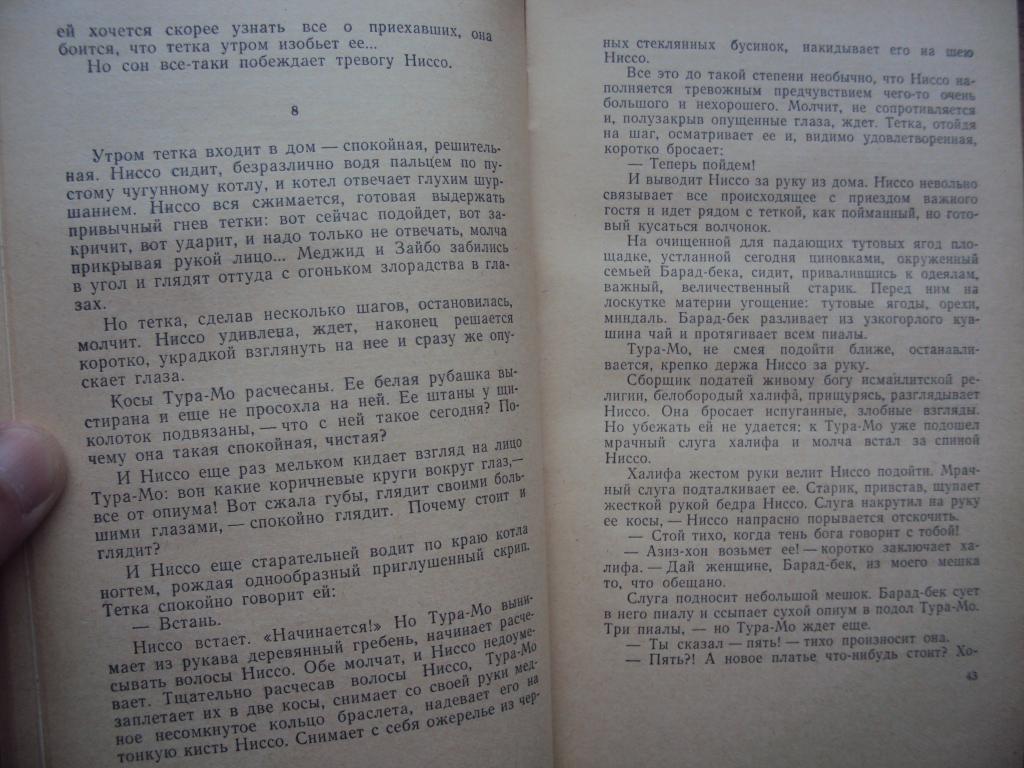 ей хочется скорее узнать все о приехавших, она
боится, что тетка утром изобьет ее...
Но сон все-таки побеждает тревогу Ниссо.
8
Утром тетка входит в дом — спокойная, решитель-
ная. Ниссо сидит, безразлично водя пальцем по пу-
стому чугунному котлу, и котел отвечает глухим шур-
шанием. Ниссо вся сжимается, готовая выдержать
привычный гнев тетки: вот сейчас подойдет, вот за-
кричит, вот ударит, и надо только не отвечать, молча
прикрывая рукой лицо... Меджид и Зайбо забились
в угол и глядят оттуда с огоньком злорадства в гла-
зах.
Но тетка, сделав несколько шагов, остановилась,
молчит. Ниссо удивлена, ждет, наконец решается
коротко, украдкой взглянуть на нее и сразу же опу-
скает глаза.
Косы Тура-Мо расчесаны. Ее белая рубашка вы-
стирана и еще не просохла на ней. Ее штаны у щи-
колоток подвязаны, — что с ней такое сегодня? По-
чему она такая спокойная, чистая?
И Ниссо еще раз мельком кидает взгляд на лицо
Тура-Мо: вон какие коричневые круги вокруг глаз,—
все от опиума! Вот сжала губы, глядит своими боль-
шими глазами, — спокойно глядит. Почему стоит и
глядит?
И Ниссо еще старательней водит по краю котла
ногтем, рождая однообразный приглушенный скрип.
Тетка спокойно говорит ей:
— Встань.
Ниссо встает. «Начинается!» Но Тура-Мо выни-
мает из рукава деревянный гребень, начинает расче-
сывать волосы Ниссо. Обе молчат, и Ниссо недоуме-
вает. Тщательно расчесав волосы Ниссо, Тура-Мо
заплетает их в две косы, снимает со своей руки мед-
ное несомкнутое кольцо браслета, надевает его на
тонкую кисть Ниссо. Снимает с себя ожерелье из чер-
ных стеклянных бусинок, накидывает его на шею
Ниссо.
Все это до такой степени необычно, что Ниссо на-
полняется тревожным предчувствием чего-то очень
большого и нехорошего. Молчит, не сопротивляется
и, полузакрыв опущенные глаза, ждет. Тетка, отойдя
на шаг, осматривает ее и, видимо удовлетворенная,
коротко бросает:
— Теперь пойдем!
И выводит Ниссо за руку из дома. Ниссо невольно
связывает все происходящее с приездом важного
гостя и идет рядом с теткой, как пойманный, но гото-
вый кусаться волчонок.
На очищенной для падающих тутовых ягод пло-
щадке, устланной сегодня циновками, окруженный
семьей Барад-бека, сидит, привалившись к одеялам,
важный, величественный старик. Перед ним на
лоскутке материи угощение: тутовые ягоды, орехи,
миндаль. Барад-бек разливает из узкогорлого кув-
шина чай и протягивает всем пиалы.
Тура-Мо, не смея подойти ближе, останавли-
вается, крепко держа Ниссо за руку.
Сборщик податей живому богу исмаилитской ре-
лигии, белобородый халифа́, прищурясь, разглядывает
Ниссо. Она бросает испуганные, злобные взгляды.
Но убежать ей не удается: к Тура-Мо уже подошел
мрачный слуга халифа и молча встал за спиной
Ниссо.
Халифа жестом руки велит Ниссо подойти. Мрач-
ный слуга подталкивает ее. Старик, привстав, щупает
жесткой рукой бедра Ниссо. Слуга накрутил на руку
ее косы, — Ниссо напрасно порывается отскочить.
— Стой тихо, когда тень бога говорит с тобой!
— Азиз-хон возьмет ее! — коротко заключает ха-
лифа. — Дай женщине, Барад-бек, из моего мешка
то, что обещано.
Слуга подносит небольшой мешок. Барад-бек сует
в него пиалу и ссыпает сухой опиум в подол Тура-Мо.
Три пиалы, — но Тура-Мо ждет еще.
— Ты сказал — пять! — тихо произносит она.
— Пять?! А новое платье что-нибудь стоит? Хо-
43